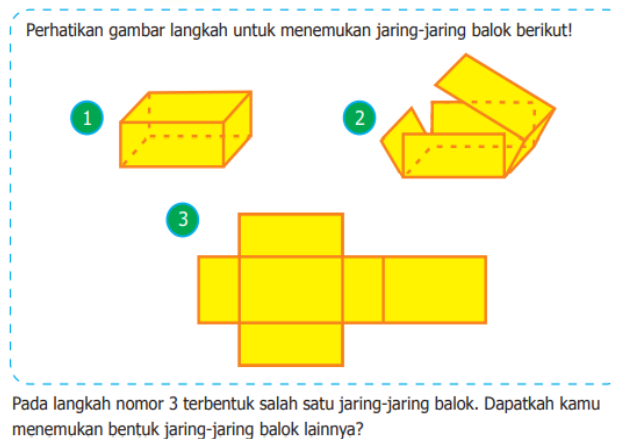 Perhatikan gambar langkah untuk menemukan jaring-jaring balok berikut!
1
2
3
Pada langkah nomor 3 terbentuk salah satu jaring-jaring balok. Dapatkah kamu
menemukan bentuk jaring-jaring balok lainnya?